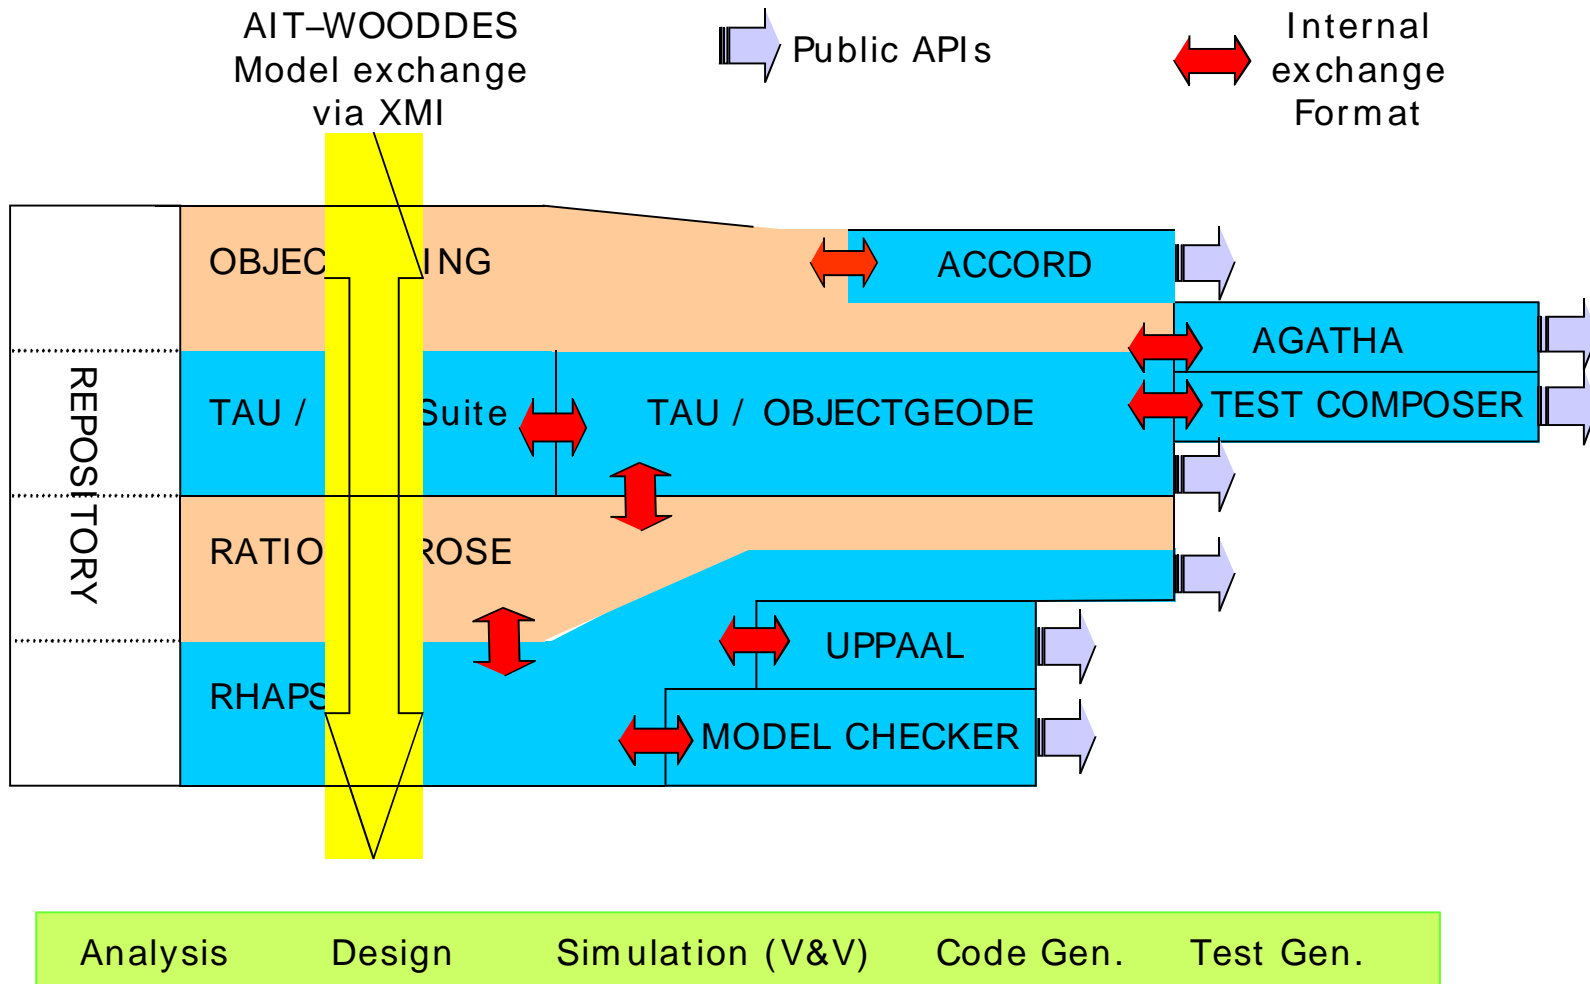 AIT–WOODDES
Model exchange
via XMI
Public APIs
Internal
exchange
Format
REPOSITORY
OBJEC ING
ACCORD
AGATHA
TAU / Suite
TAU / OBJECTGEODE
TEST COMPOSER
RATIO ROSE
UPPAAL
RHAPS
MODEL CHECKER
Analysis Design Simulation (V&V) Code Gen. Test Gen.